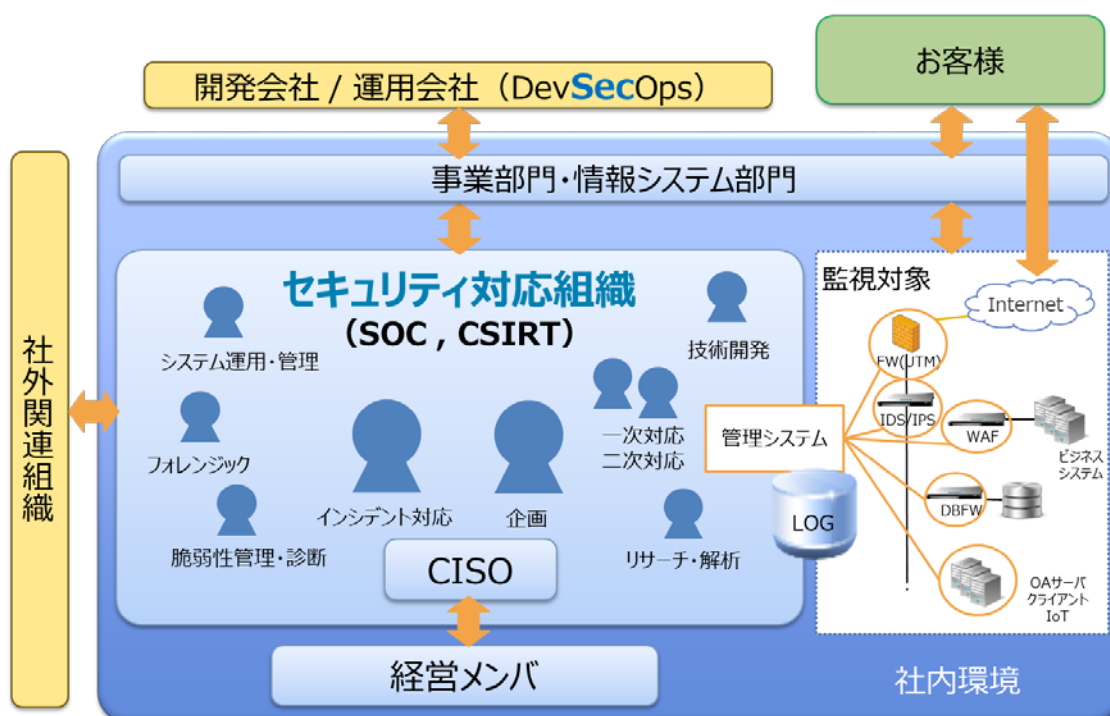 お客様
開発会社 / 運用会社（DevSecOps）
事業部門・情報システム部門
社外関連組織
セキュリティ対応組織
（SOC , CSIRT）
システム運用・管理
技術開発
フォレンジック
一次対応
二次対応
インシデント対応
企画
脆弱性管理・診断
リサーチ・解析
CISO
経営メンバ
監視対象
Internet
FW(UTM)
IDS/IPS
WAF
ビジネス
システム
管理システム
LOG
DBFW
OAサーバ
クライアント
IoT
社内環境